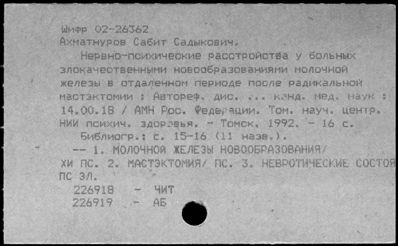 Шифр 02-26362
Ахматнуров Сабит Садыкович.
Нервно-психические расстройства у больных
злокачественными новообразованиями молочной
железы в отдаленном периоде после радикальной
мастэктомии : Автореф. дис. ... канд. мед. наук :
14.00.18 / АМН Рос. Федерации. Том. науч. центр.
НИИ психич. здоровья. - Томск, 1992. - 16 с.
Библиогр.: с. 15-16 (11 назв.).
-- 1. МОЛОЧНОЙ ЖЕЛЕЗЫ НОВООБРАЗОВАНИЯ/
ХИ ПС. 2. МАСТЭКТОМИЯ/ ПС. 3. НЕВРОТИЧЕСКИЕ СОСТОЯ
ПС ЭЛ.
226918 - ЧИТ
226919 - АБ